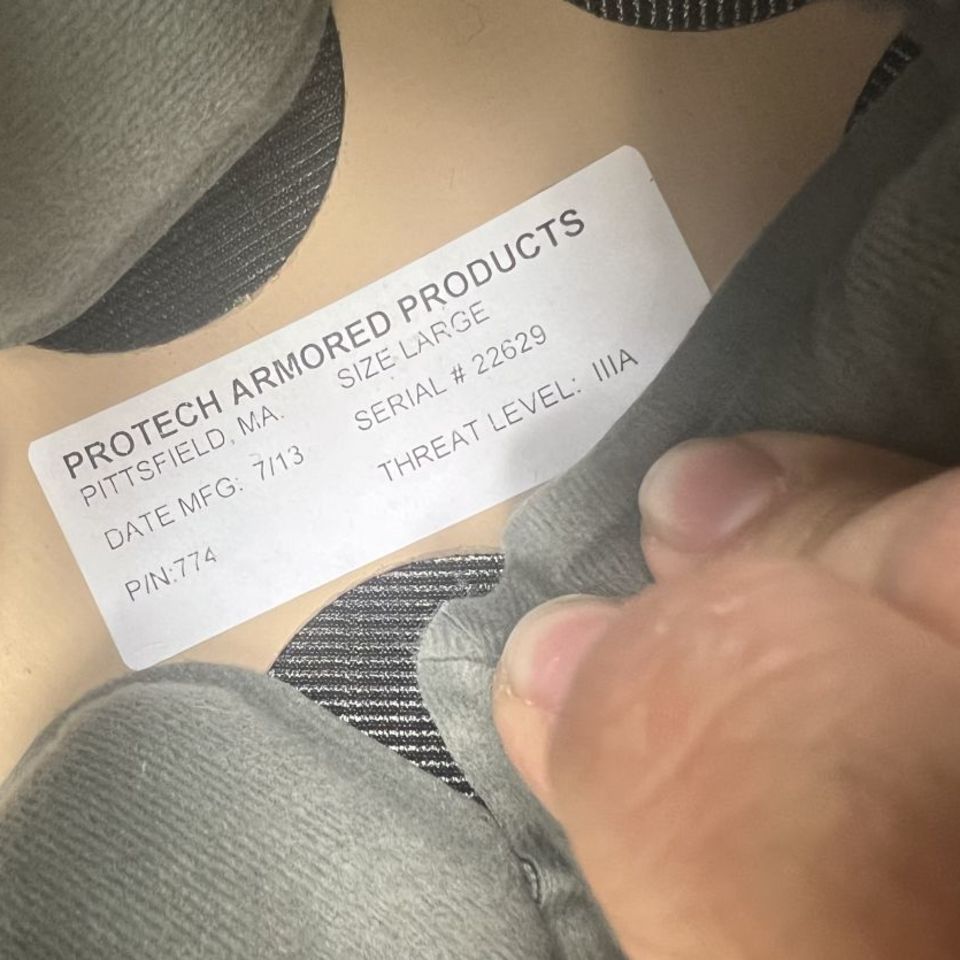 PROTECH ARMORED PRODUCTS
PITTSFIELD, MA. SIZE LARGE
DATE MFG: 7/13 SERIAL # 22629
P/N:774 THREAT LEVEL: IIIA